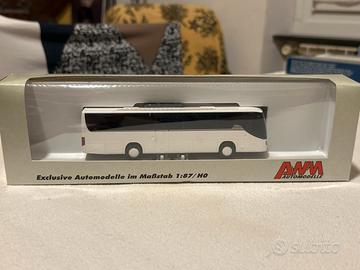 Exclusive Automodelle im Maßstab 1:87/H0
AWM
AUTOMODELLE
subito